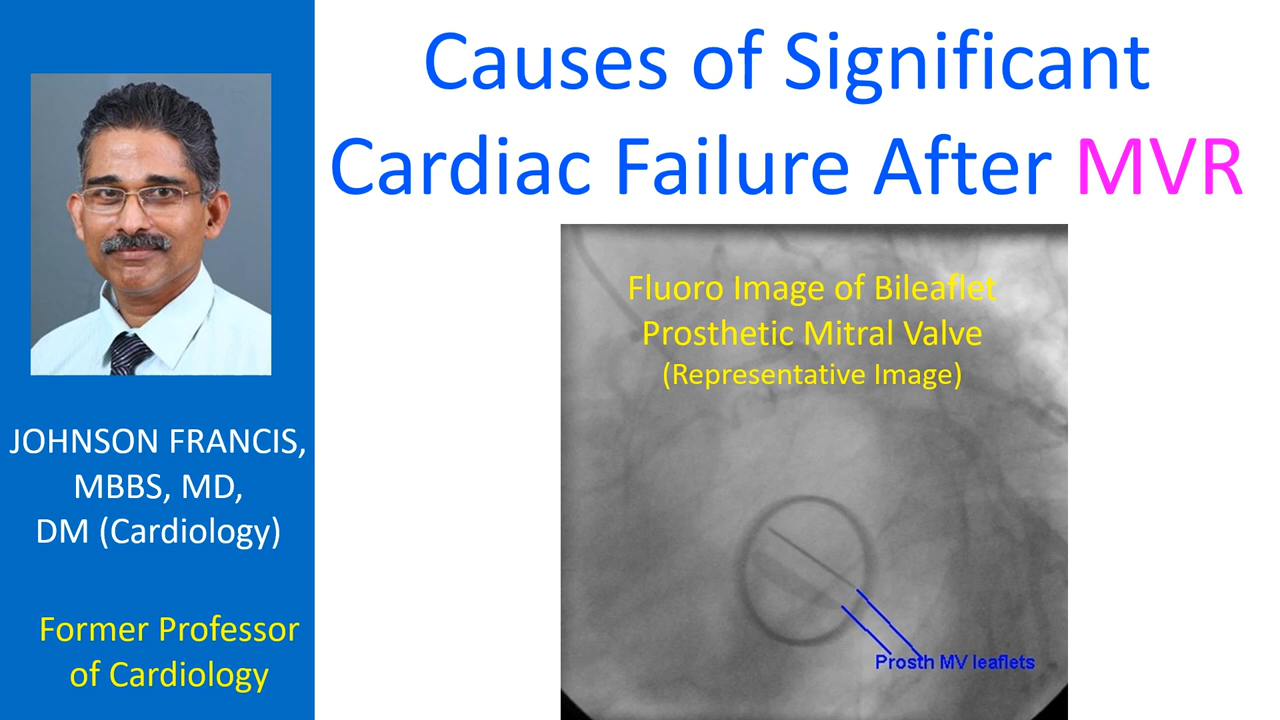 Causes of Significant
Cardiac Failure After MVR
Fluoro Image of Bileaflet
Prosthetic Mitral Valve
(Representative Image)
Prosth MV leaflets
JOHNSON FRANCIS,
MBBS, MD,
DM (Cardiology)
Former Professor
of Cardiology